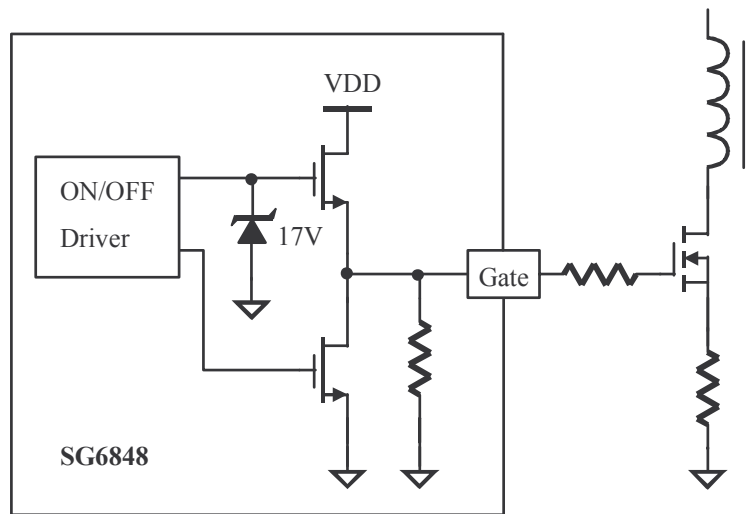 VDD
ON/OFF
Driver
17V
Gate
SG6848